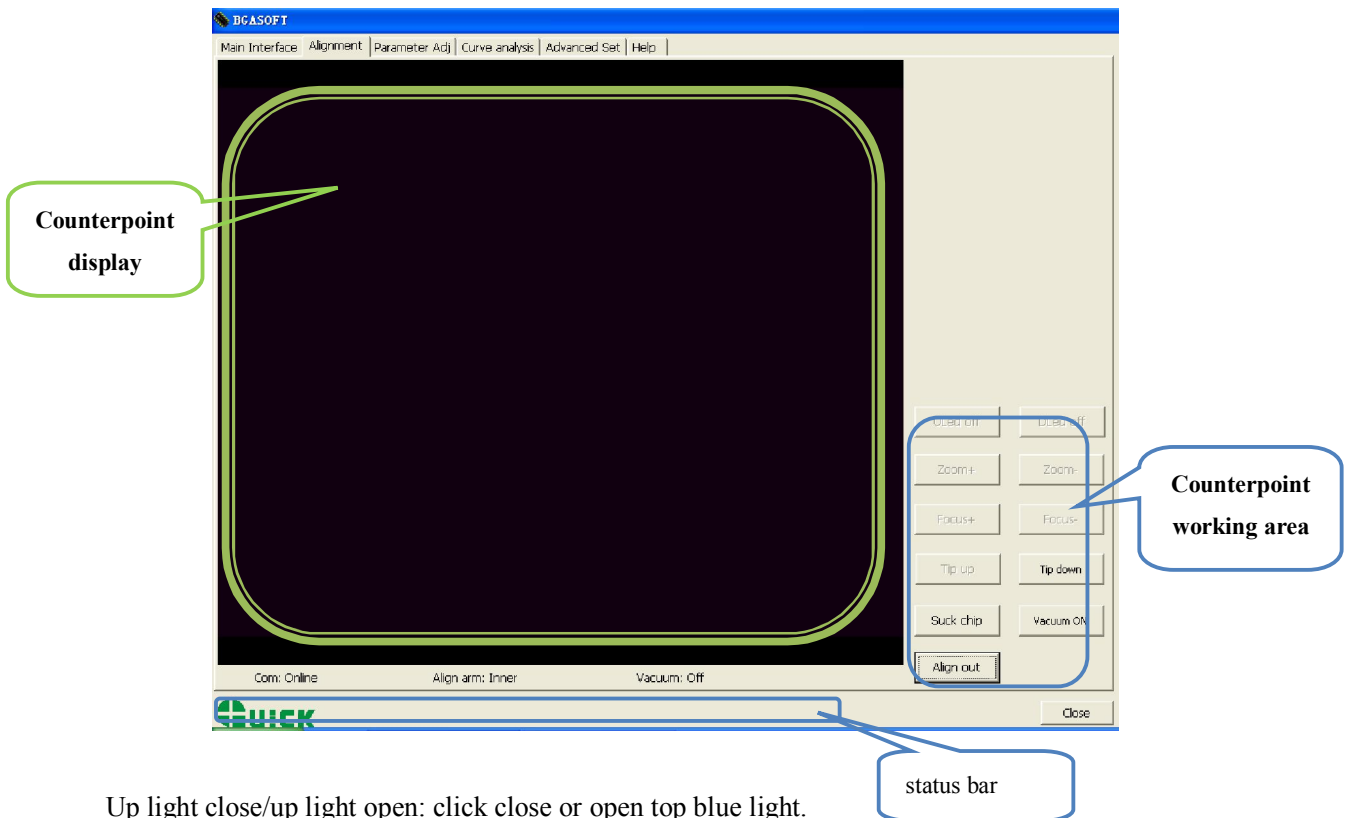 BGASOFT
Main Interface Alignment Parameter Adj Curve analysis Advanced Set Help
Counterpoint
display
Zoom+ Zoom-
Focus+ Focus-
Tip up Tip down
Suck chip Vacuum ON
Align out
Counterpoint
working area
Com: Online Align arm: Inner Vacuum: Off
QUICK
Close
status bar
Up light close/up light open: click close or open top blue light.